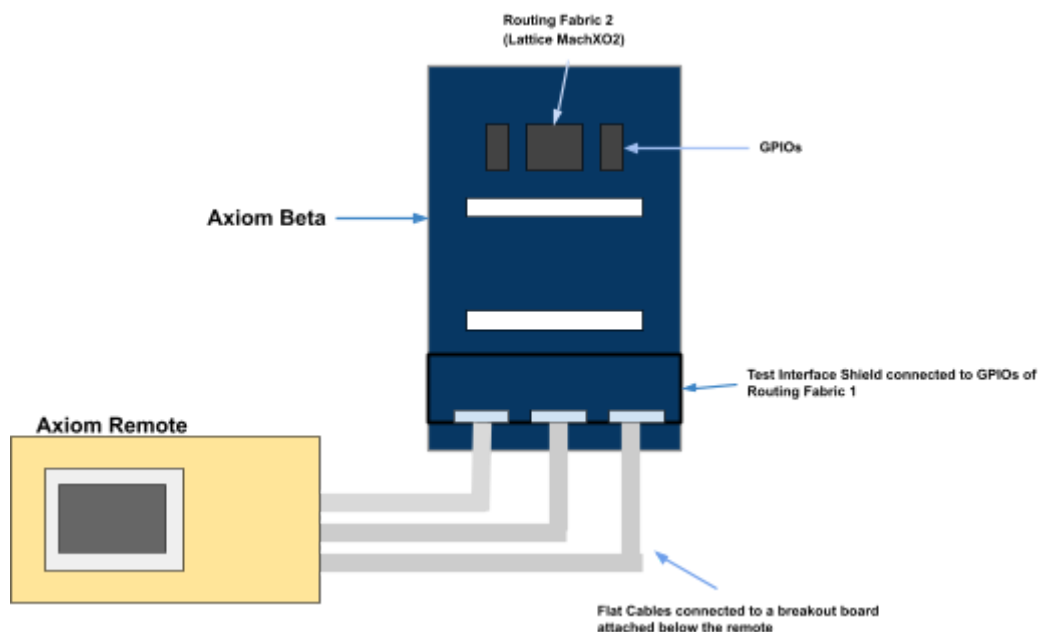 Routing Fabric 2
(Lattice MachXO2)
GPIOs
Axiom Beta
Test Interface Shield connected to GPIOs of
Routing Fabric 1
Axiom Remote
Flat Cables connected to a breakout board
attached below the remote